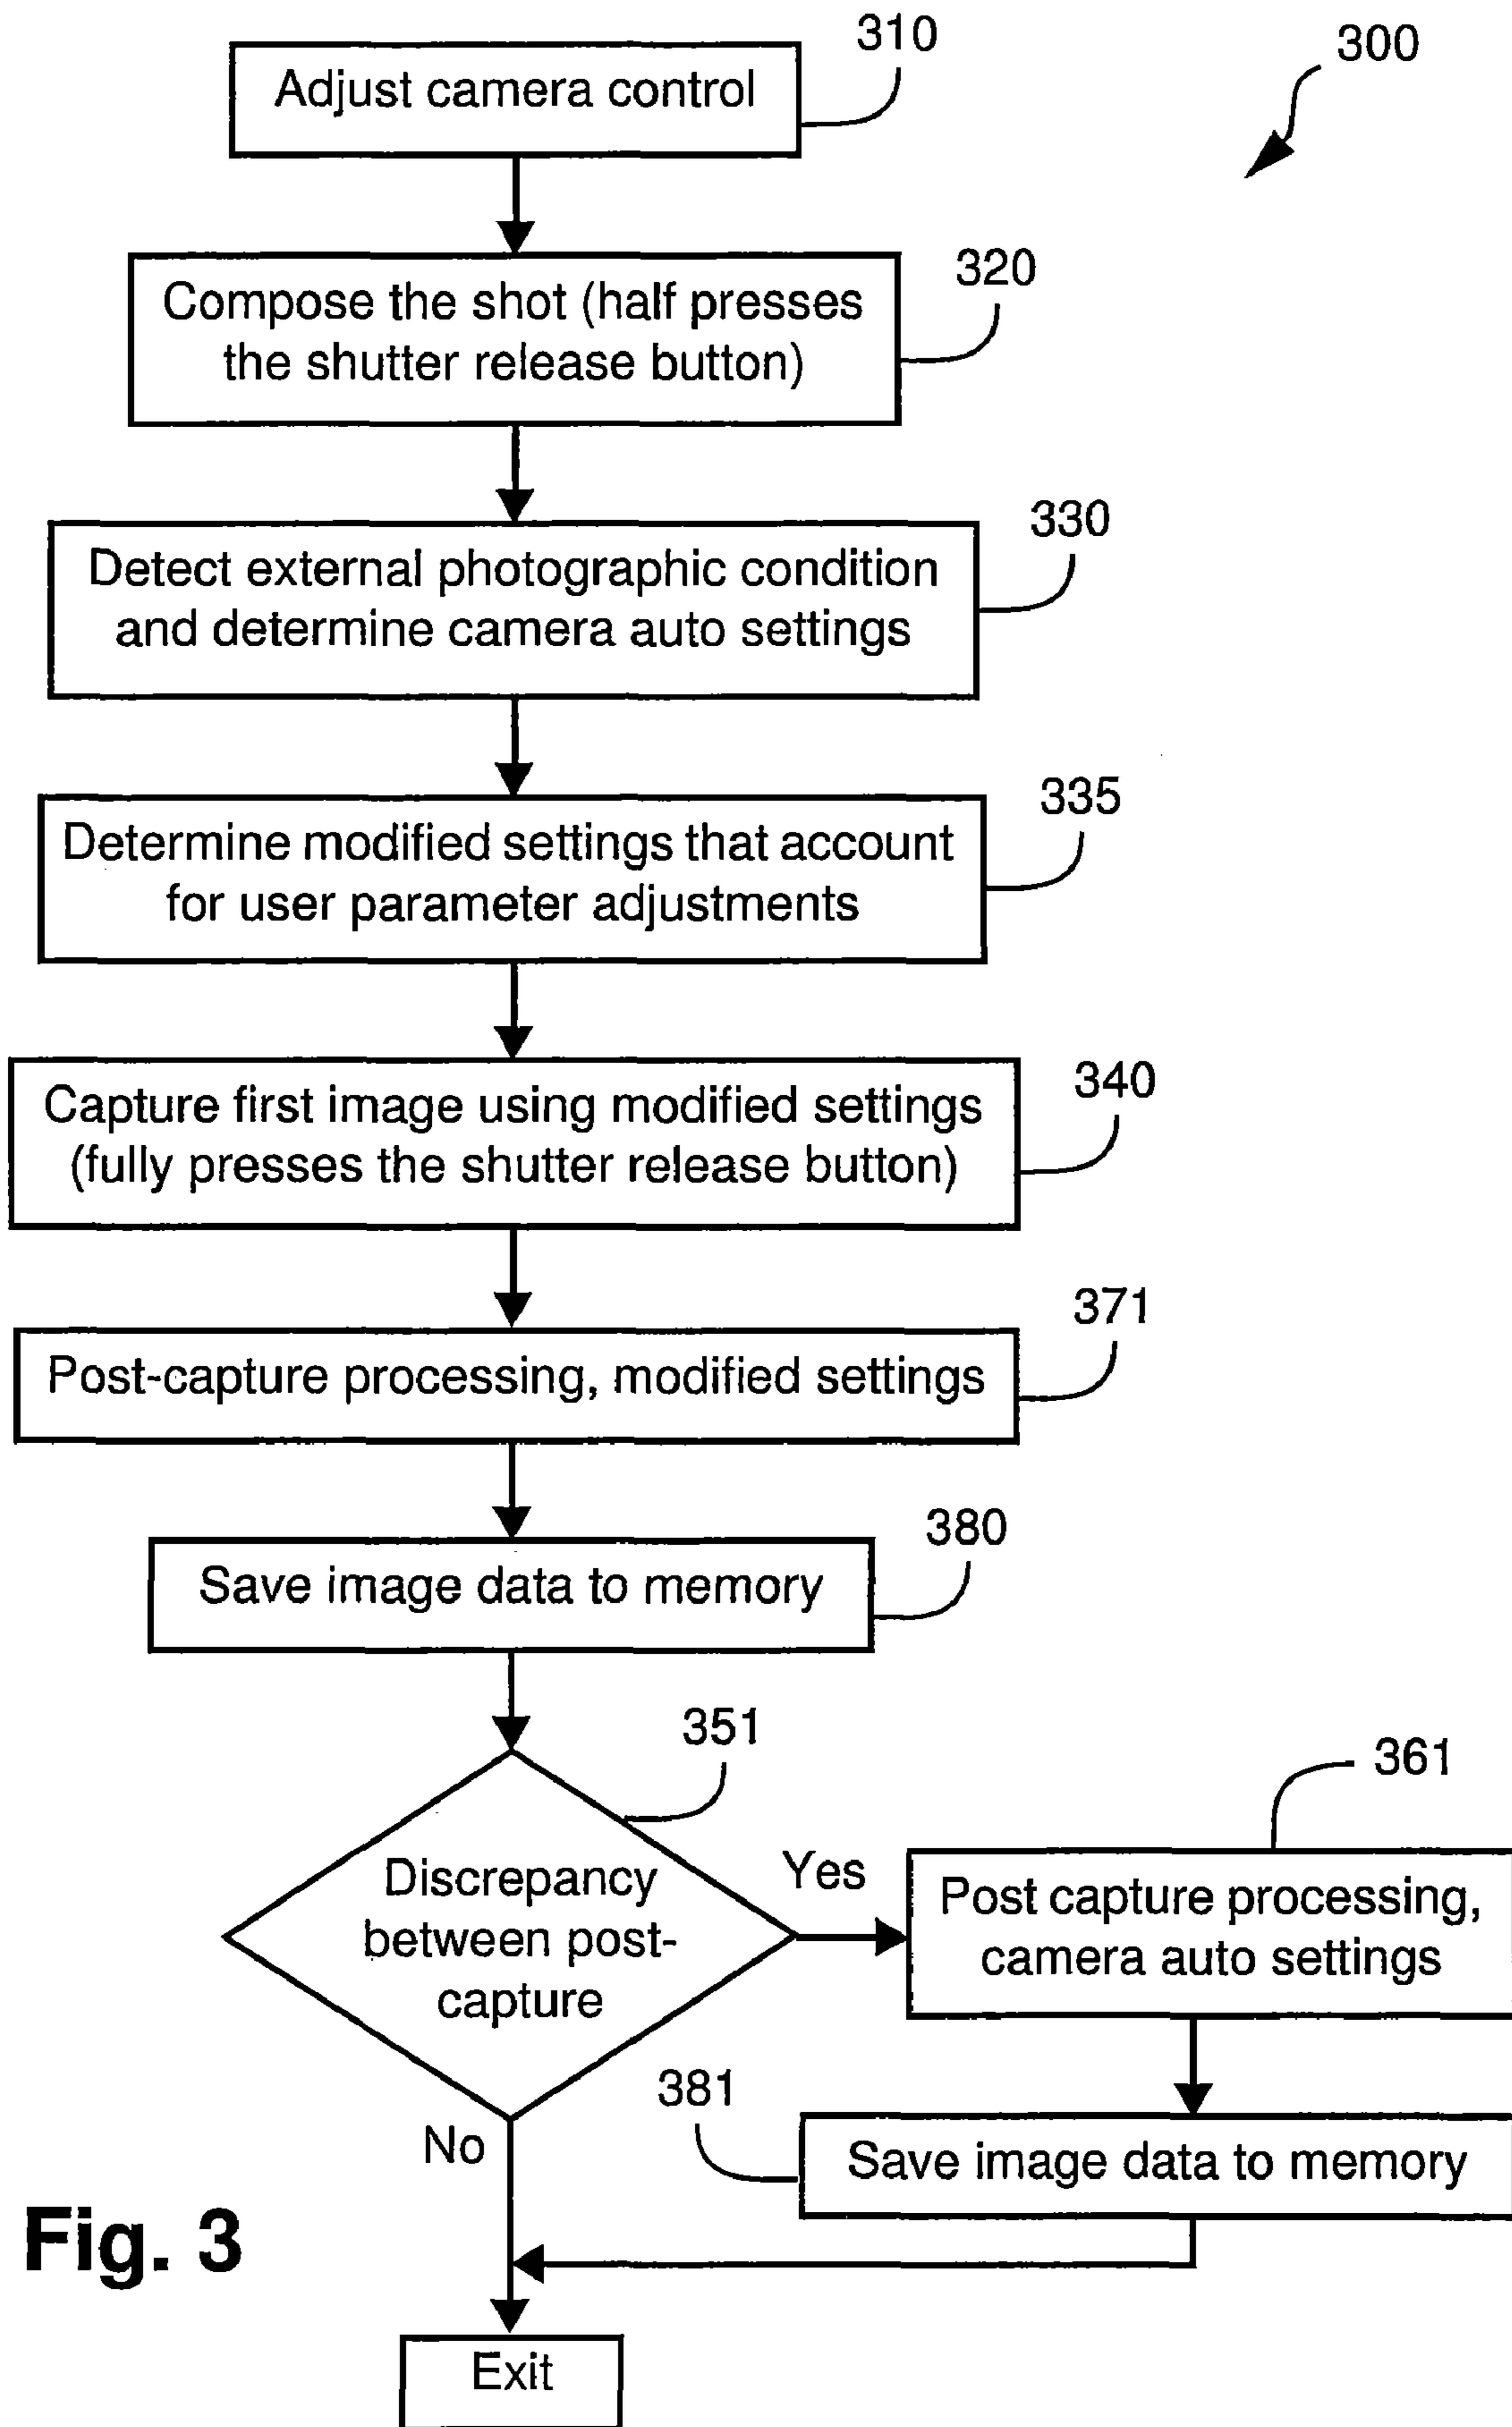 310
300
Adjust camera control
320
Compose the shot (half presses
the shutter release button)
330
Detect external photographic condition
and determine camera auto settings
335
Determine modified settings that account
for user parameter adjustments
340
Capture first image using modified settings
(fully presses the shutter release button)
371
Post-capture processing, modified settings
380
Save image data to memory
351
361
Discrepancy
between post-
capture
Yes
Post capture processing,
camera auto settings
381
No
Save image data to memory
Fig. 3
Exit